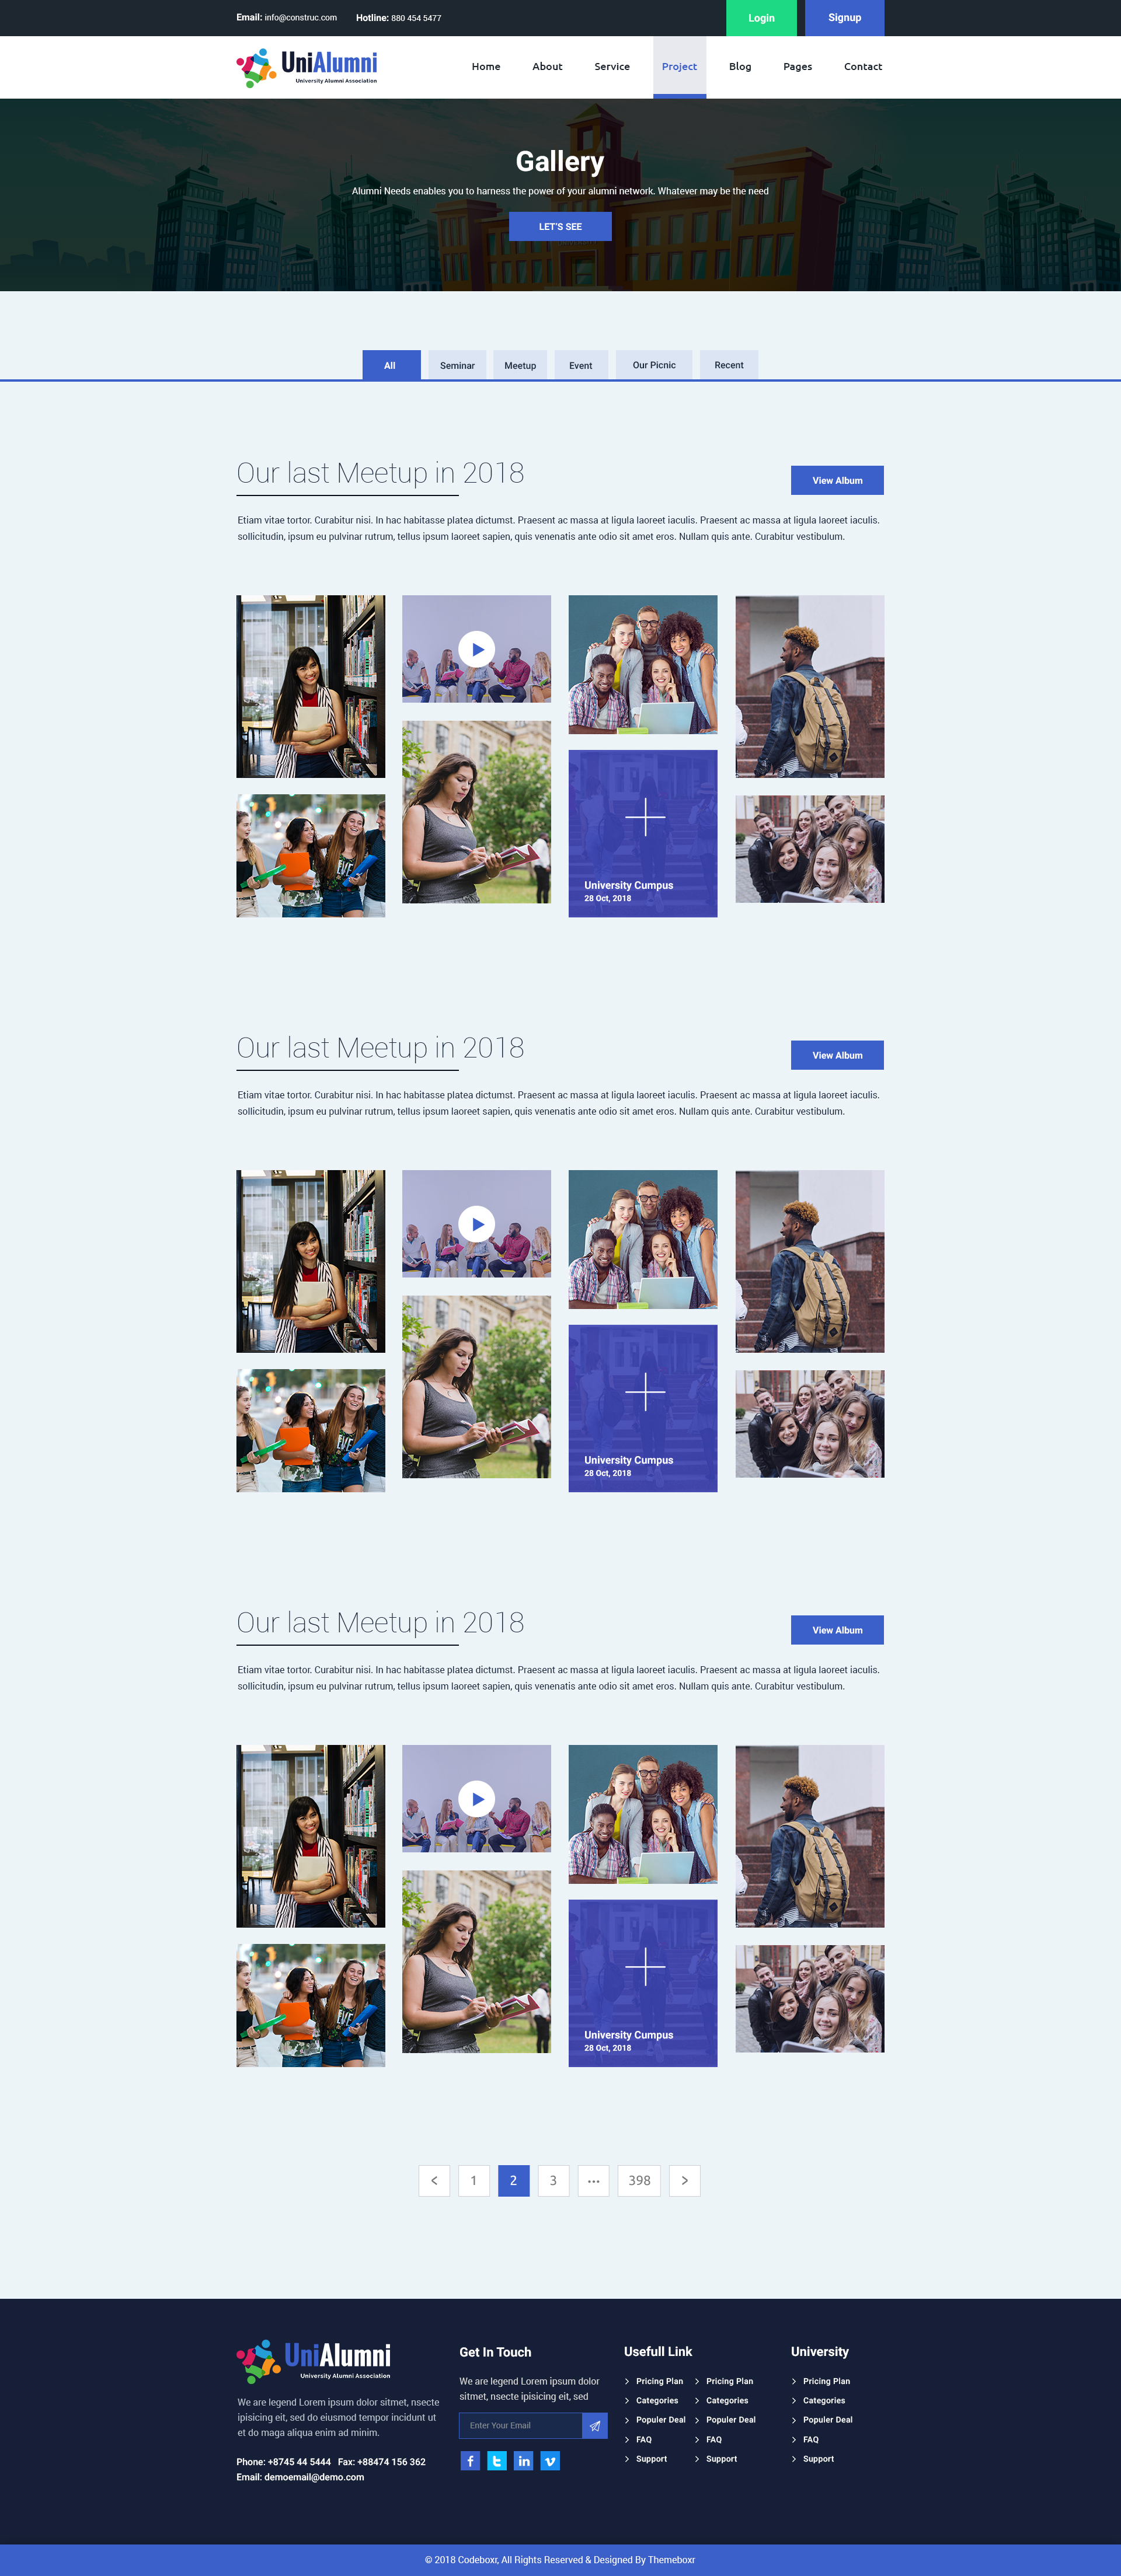 Email: info@construc.com Hotline: 880 454 5477 Login Signup
UniAlumni
University Alumni Association
Home About Service Project Blog Pages Contact
Gallery
Alumni Needs enables you to harness the power of your alumni network. Whatever may be the need
LET'S SEE
All Seminar Meetup Event Our Picnic Recent
Our last Meetup in 2018
View Album
Etiam vitae tortor. Curabitur nisi. In hac habitasse platea dictumst. Praesent ac massa at ligula laoreet iaculis. Praesent ac massa at ligula laoreet iaculis.
sollicitudin, ipsum eu pulvinar rutrum, tellus ipsum laoreet sapien, quis venenatis ante odio sit amet eros. Nullam quis ante. Curabitur vestibulum.
University Cumpus
28 Oct, 2018
Our last Meetup in 2018
View Album
Etiam vitae tortor. Curabitur nisi. In hac habitasse platea dictumst. Praesent ac massa at ligula laoreet iaculis. Praesent ac massa at ligula laoreet iaculis.
sollicitudin, ipsum eu pulvinar rutrum, tellus ipsum laoreet sapien, quis venenatis ante odio sit amet eros. Nullam quis ante. Curabitur vestibulum.
University Cumpus
28 Oct, 2018
Our last Meetup in 2018
View Album
Etiam vitae tortor. Curabitur nisi. In hac habitasse platea dictumst. Praesent ac massa at ligula laoreet iaculis. Praesent ac massa at ligula laoreet iaculis.
sollicitudin, ipsum eu pulvinar rutrum, tellus ipsum laoreet sapien, quis venenatis ante odio sit amet eros. Nullam quis ante. Curabitur vestibulum.
University Cumpus
28 Oct, 2018
< 1 2 3 ... 398 >
UniAlumni
University Alumni Association
We are legend Lorem ipsum dolor sitmet, nsecte
ipisicing eit, sed do eiusmod tempor incidunt ut
et do maga aliqua enim ad minim.
Phone: +8745 44 5444 Fax: +88474 156 362
Email: demoemail@demo.com
Get In Touch
We are legend Lorem ipsum dolor
sitmet, nsecte ipisicing eit, sed
Enter Your Email
Usefull Link
Pricing Plan
Categories
Populer Deal
FAQ
Support
Pricing Plan
Categories
Populer Deal
FAQ
Support
University
Pricing Plan
Categories
Populer Deal
FAQ
Support
© 2018 Codeboxr, All Rights Reserved & Designed By Themeboxr